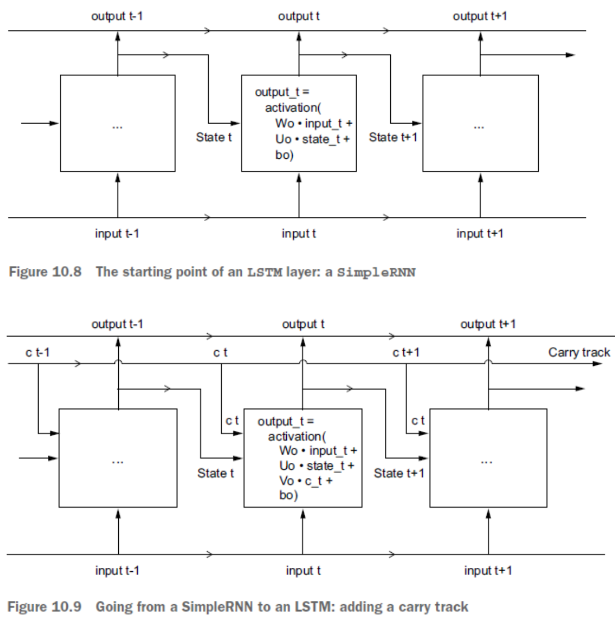 output t-1 output t output t+1
...
output_t =
activation(
Wo • input_t +
Uo • state_t +
bo)
...
State t State t+1
input t-1 input t input t+1
Figure 10.8 The starting point of an LSTM layer: a SimpleRNN
output t-1 output t output t+1
c t-1 c t c t+1 Carry track
c t c t
...
output_t =
activation(
Wo • input_t +
Uo • state_t +
Vo • c_t +
bo)
...
State t State t+1
input t-1 input t input t+1
Figure 10.9 Going from a SimpleRNN to an LSTM: adding a carry track